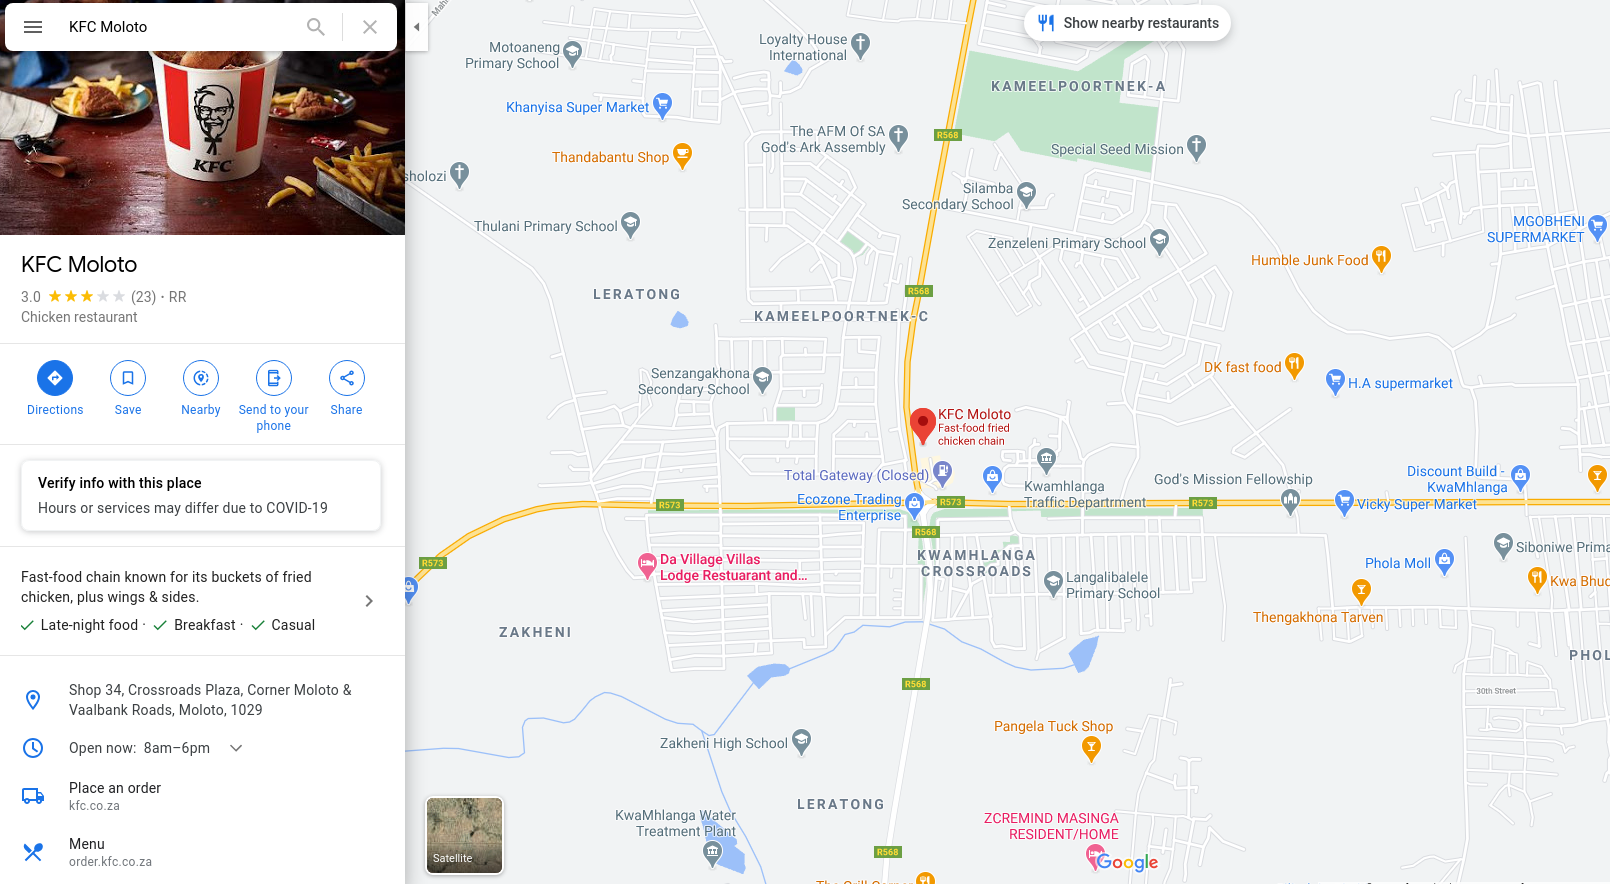 KFC Moloto
KFC
KFC Moloto
3.0 (23) · RR
Chicken restaurant
Directions
Save
Nearby
Send to your
phone
Share
Verify info with this place
Hours or services may differ due to COVID-19
Fast-food chain known for its buckets of fried
chicken, plus wings & sides.
Late-night food · Breakfast · Casual
Shop 34, Crossroads Plaza, Corner Moloto &
Vaalbank Roads, Moloto, 1029
Open now: 8am–6pm
Place an order
kfc.co.za
Menu
order.kfc.co.za
Show nearby restaurants
Motoaneng
Primary School
Loyalty House
International
KAMEELPOORTNEK-A
Khanyisa Super Market
The AFM Of SA
God's Ark Assembly
R568
Special Seed Mission
Thandabantu Shop
sholozi
Silamba
Secondary School
Thulani Primary School
Zenzeleni Primary School
MGOBHENI
SUPERMARKET
Humble Junk Food
LERATONG
R568
KAMEELPOORTNEK-C
Senzangakhona
Secondary School
DK fast food
H.A supermarket
KFC Moloto
Fast-food fried
chicken chain
Total Gateway (Closed)
Kwamhlanga
Traffic Department
God's Mission Fellowship
Discount Build -
KwaMhlanga
Ecozone Trading
Enterprise
R573
R573
R573
Vicky Super Market
R568
KWAMHLANGA
CROSSROADS
R573
Da Village Villas
Lodge Restuarant and...
Siboniwe Prima
Phola Moll
Langalibalele
Primary School
Kwa Bhud
Thengakhona Tarven
ZAKHENI
PHOL
R568
30th Street
Pangela Tuck Shop
Zakheni High School
LERATONG
KwaMhlanga Water
Treatment Plant
ZCREMIND MASINGA
RESIDENT/HOME
R568
Satellite
Google